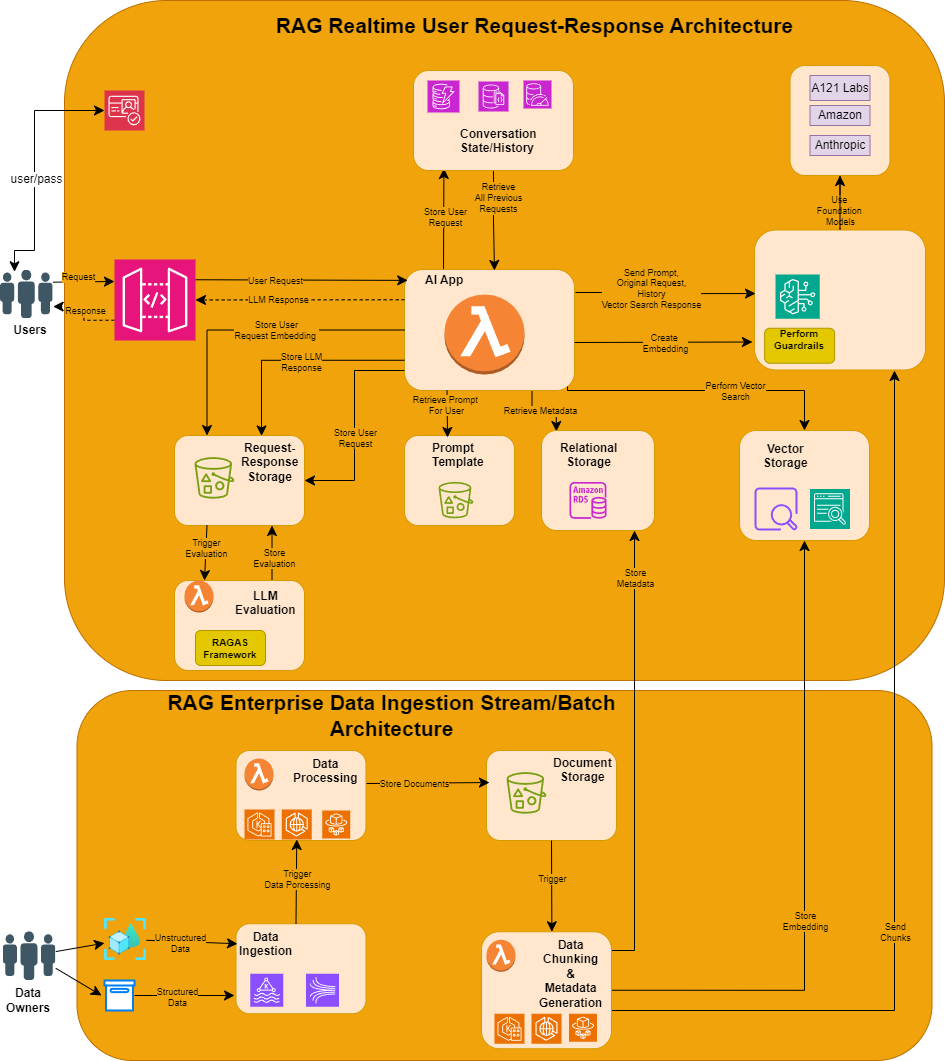 RAG Realtime User Request-Response Architecture
A121 Labs
Amazon
Anthropic
Conversation
State/History
user/pass
Store User
Request
Retrieve
All Previous
Requests
Use
Foundation
Models
Request
Response
Users
User Request
LLM Response
AI App
Send Prompt,
Original Request,
History
Vector Search Response
Create
Embedding
Perform
Guardrails
Store User
Request Embedding
Store LLM
Response
Store User
Request
Retrieve Prompt
For User
Retrieve Metadata
Perform Vector
Search
Request-
Response
Storage
Prompt
Template
Relational
Storage
Amazon
RDS
Vector
Storage
Trigger
Evaluation
Store
Evaluation
LLM
Evaluation
RAGAS
Framework
Store
Metadata
RAG Enterprise Data Ingestion Stream/Batch
Architecture
Data
Processing
Store Documents
Document
Storage
Trigger
Data Porcessing
Trigger
Data
Owners
Unstructured
Data
Structured
Data
Data
Ingestion
Data
Chunking
&
Metadata
Generation
Store
Embedding
Send
Chunks